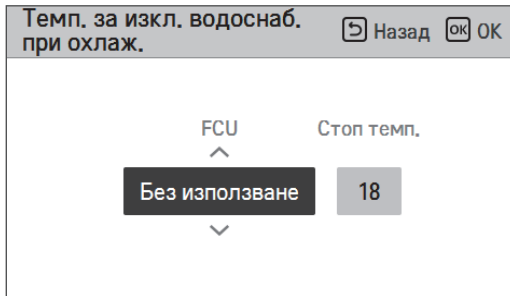 Темп. за изкл. водоснаб.
при охлаж.
Назад
OK OK
FCU
Стоп темп.
Без използване
18